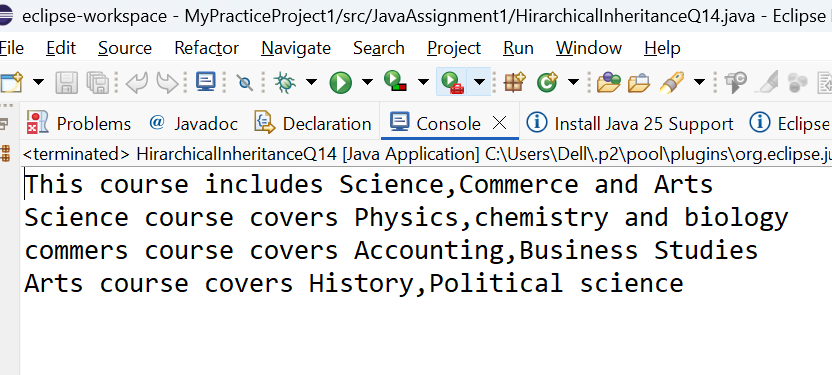 eclipse-workspace - MyPracticeProject1/src/JavaAssignment1/HirarchicalInheritanceQ14.java - Eclipse
File Edit Source Refactor Navigate Search Project Run Window Help
Problems @ Javadoc Declaration Console Install Java 25 Support Eclipse
<terminated> HirarchicalInheritanceQ14 [Java Application] C:\Users\Dell\.p2\pool\plugins\org.eclipse.ju
This course includes Science,Commerce and Arts
Science course covers Physics,chemistry and biology
commers course covers Accounting,Business Studies
Arts course covers History,Political science